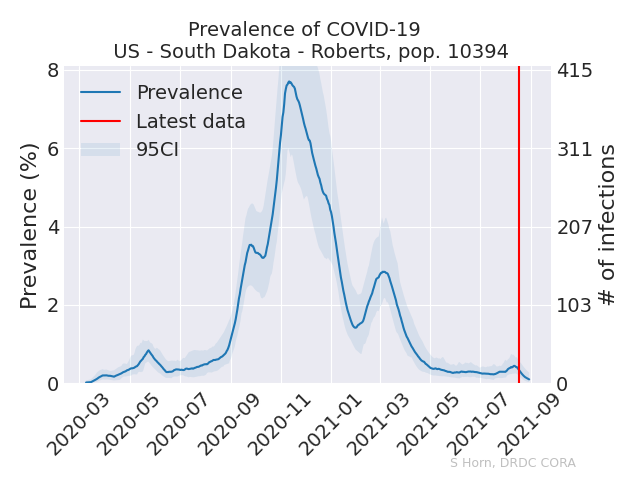 Prevalence of COVID-19
US - South Dakota - Roberts, pop. 10394
8
6
4
2
0
Prevalence (%)
Prevalence
Latest data
95CI
415
311
207
103
0
# of infections
2020-03
2020-05
2020-07
2020-09
2020-11
2021-01
2021-03
2021-05
2021-07
2021-09
S Horn, DRDC CORA